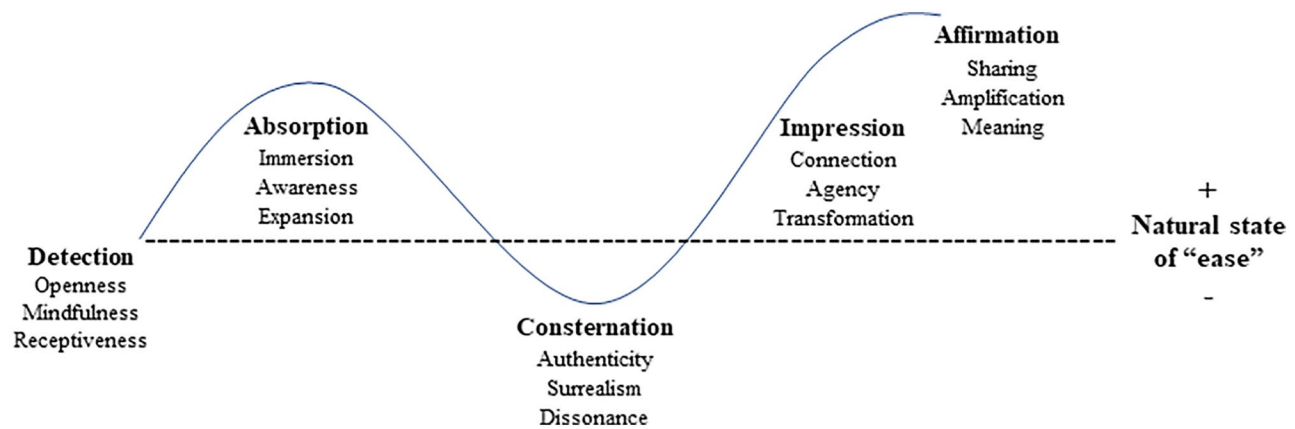 Detection
Openness
Mindfulness
Receptiveness
Absorption
Immersion
Awareness
Expansion
Consternation
Authenticity
Surrealism
Dissonance
Impression
Connection
Agency
Transformation
Affirmation
Sharing
Amplification
Meaning
+
Natural state
of “ease”
-